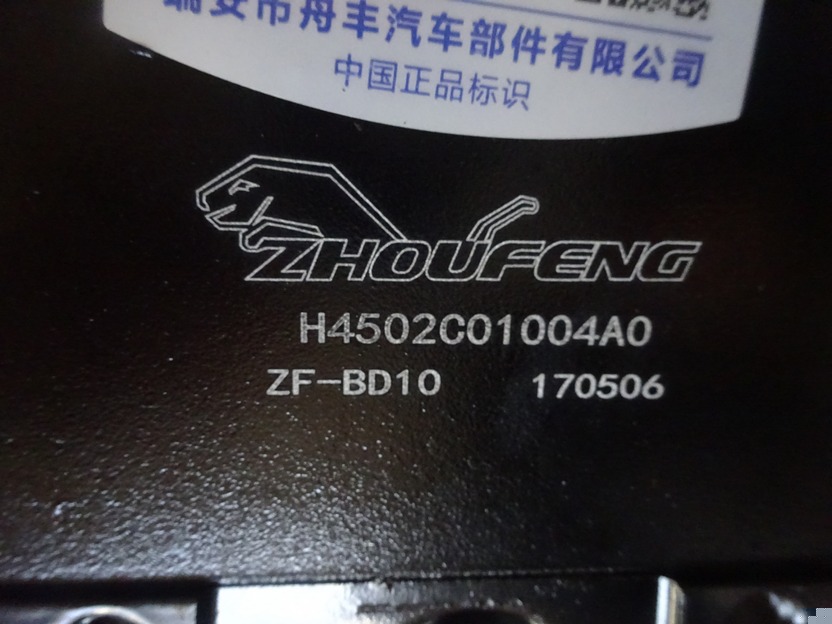 瑞安市舟丰汽车部件有限公司
中国正品标识
ZHOUFENG
H4502C01004A0
ZF-BD10 170506